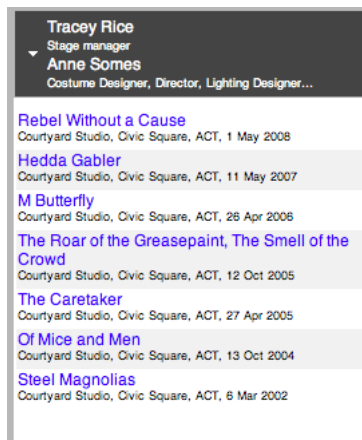 Tracey Rice
Stage manager
Anne Somes
Costume Designer, Director, Lighting Designer...
Rebel Without a Cause
Courtyard Studio, Civic Square, ACT, 1 May 2008
Hedda Gabler
Courtyard Studio, Civic Square, ACT, 11 May 2007
M Butterfly
Courtyard Studio, Civic Square, ACT, 26 Apr 2006
The Roar of the Greasepaint, The Smell of the
Crowd
Courtyard Studio, Civic Square, ACT, 12 Oct 2005
The Caretaker
Courtyard Studio, Civic Square, ACT, 27 Apr 2005
Of Mice and Men
Courtyard Studio, Civic Square, ACT, 13 Oct 2004
Steel Magnolias
Courtyard Studio, Civic Square, ACT, 6 Mar 2002